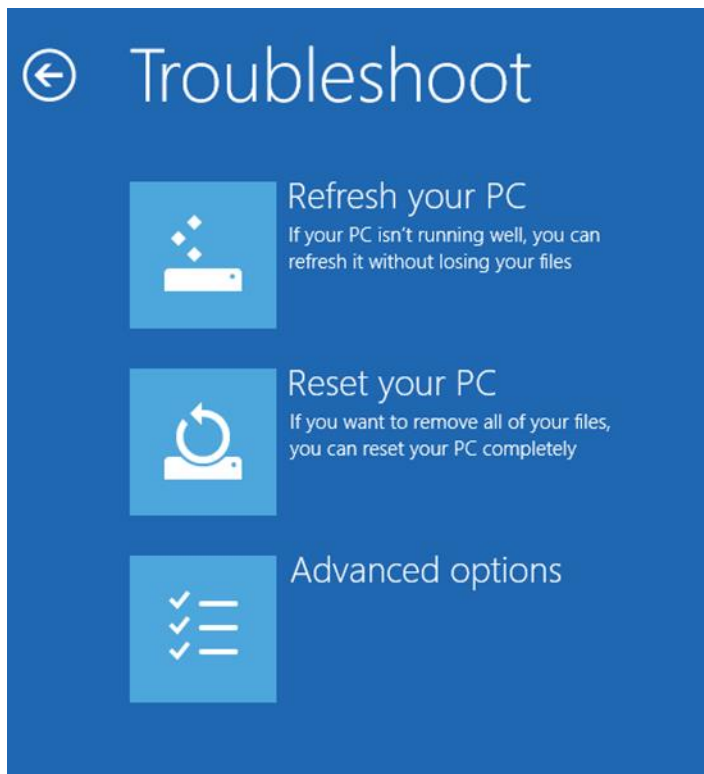 Troubleshoot
Refresh your PC
If your PC isn't running well, you can
refresh it without losing your files
Reset your PC
If you want to remove all of your files,
you can reset your PC completely
Advanced options